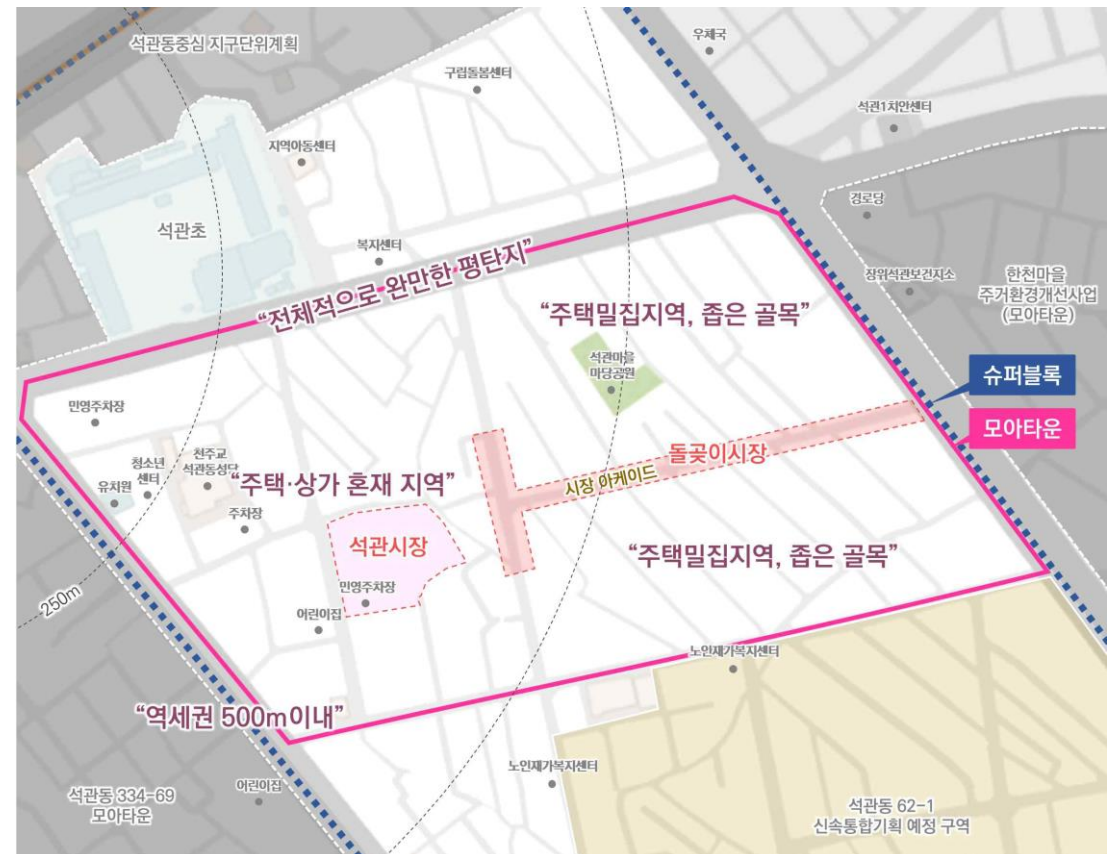 석관동중심 지구단위계획
우체국
구립돌봄센터
석관1치안센터
지역아동센터
경로당
석관초
복지센터
장위석관보건지소
한천마을
주거환경개선사업
(모아타운)
“전체적으로 완만한 평탄지”
“주택밀집지역, 좁은 골목”
석관마을
마당공원
슈퍼블록
모아타운
민영주차장
돌곶이시장
시장 아케이드
청소년
센터
천주교
석관동성당
유치원
“주택·상가 혼재 지역”
주차장
석관시장
“주택밀집지역, 좁은 골목”
민영주차장
250m
어린이집
노인재가복지센터
“역세권 500m이내”
노인재가복지센터
어린이집
석관동 334-69
모아타운
석관동 62-1
신속통합기획 예정 구역